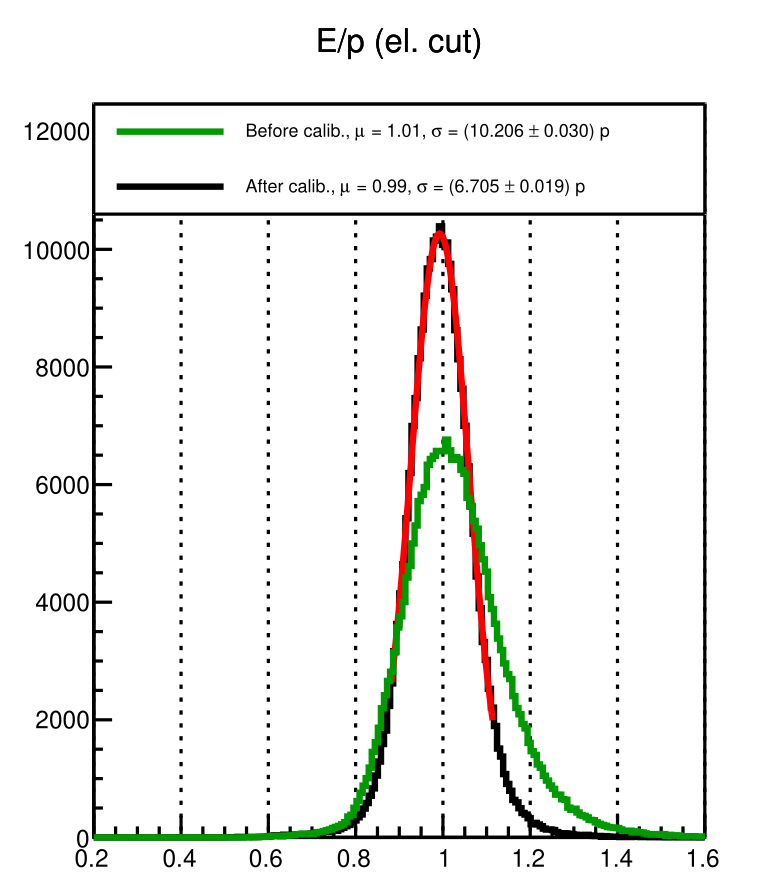 E/p (el. cut)
12000
Before calib., μ = 1.01, σ = (10.206 ± 0.030) p
After calib., μ = 0.99, σ = (6.705 ± 0.019) p
10000
8000
6000
4000
2000
0
0.2 0.4 0.6 0.8 1 1.2 1.4 1.6